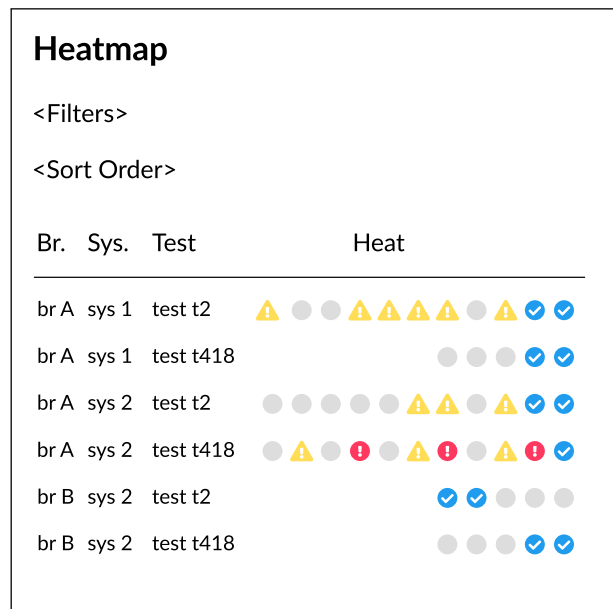 Heatmap
<Filters>
<Sort Order>
Br. Sys. Test Heat
br A sys 1 test t2
br A sys 1 test t418
br A sys 2 test t2
br A sys 2 test t418
br B sys 2 test t2
br B sys 2 test t418